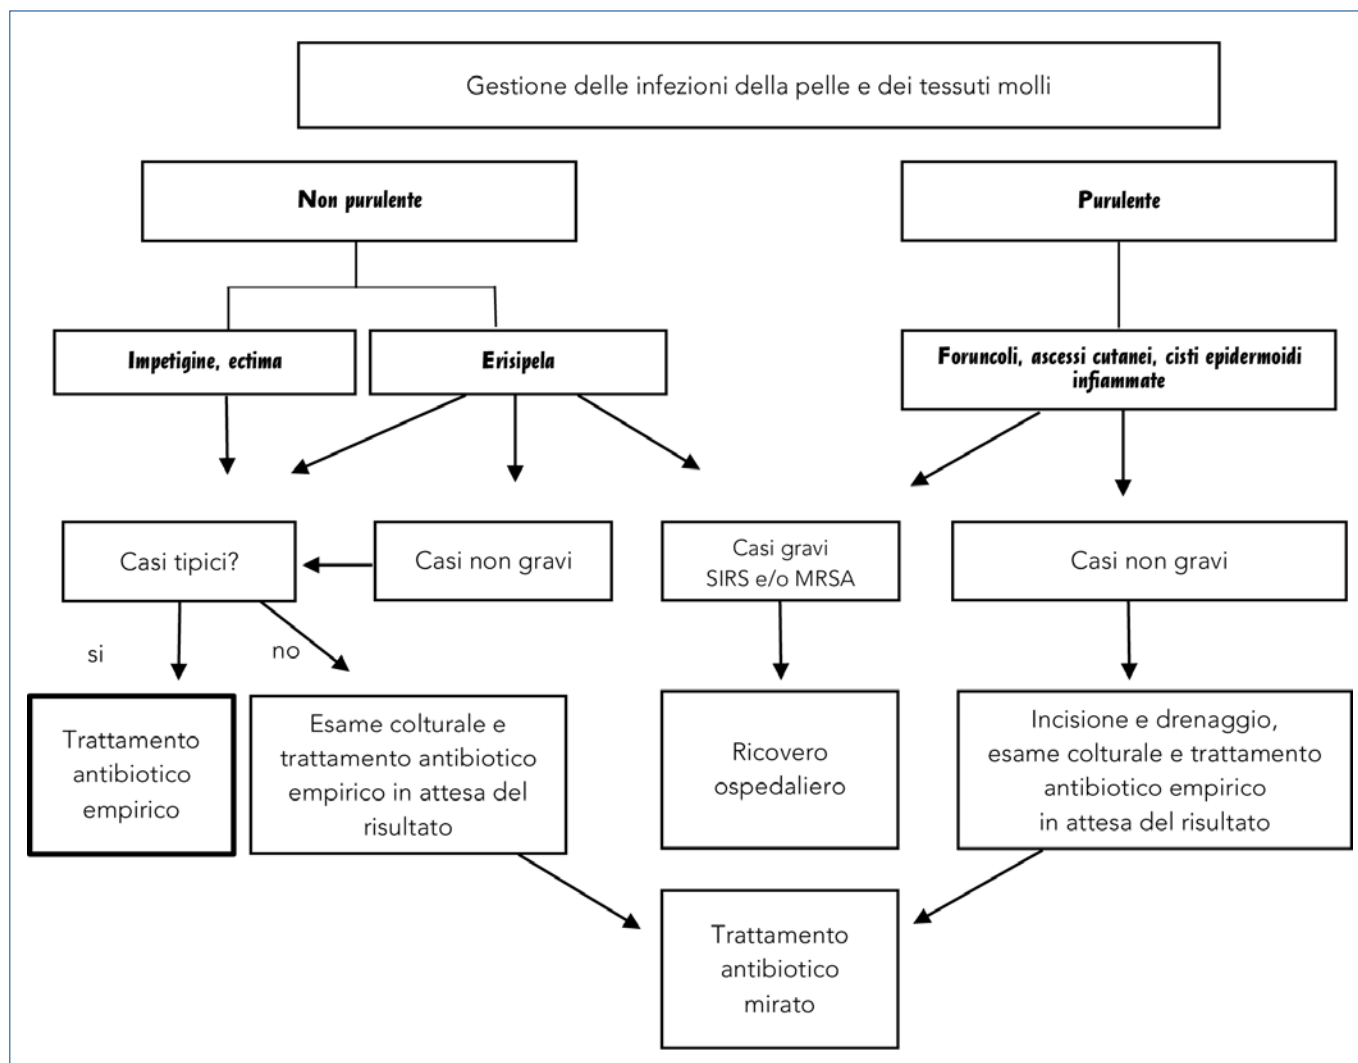 Gestione delle infezioni della pelle e dei tessuti molli
Non purulente
Purulente
Impetigine, ectima
Erisipela
Foruncoli, ascessi cutanei, cisti epidermoidi
infiammate
Casi tipici?
Casi non gravi
Casi gravi
SIRS e/o MRSA
Casi non gravi
si
no
Trattamento
antibiotico
empirico
Esame colturale e
trattamento antibiotico
empirico in attesa del
risultato
Ricovero
ospedaliero
Incisione e drenaggio,
esame colturale e trattamento
antibiotico empirico
in attesa del risultato
Trattamento
antibiotico
mirato